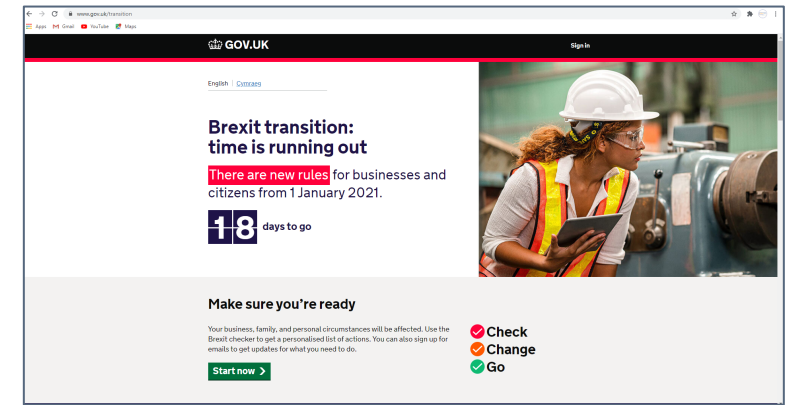 www.gov.uk/transition
Apps Gmail YouTube Maps
GOV.UK
Sign in
English | Cymraeg
Brexit transition:
time is running out
There are new rules for businesses and
citizens from 1 January 2021.
18 days to go
Make sure you're ready
Your business, family, and personal circumstances will be affected. Use the
Brexit checker to get a personalised list of actions. You can also sign up for
emails to get updates for what you need to do.
Start now
Check
Change
Go